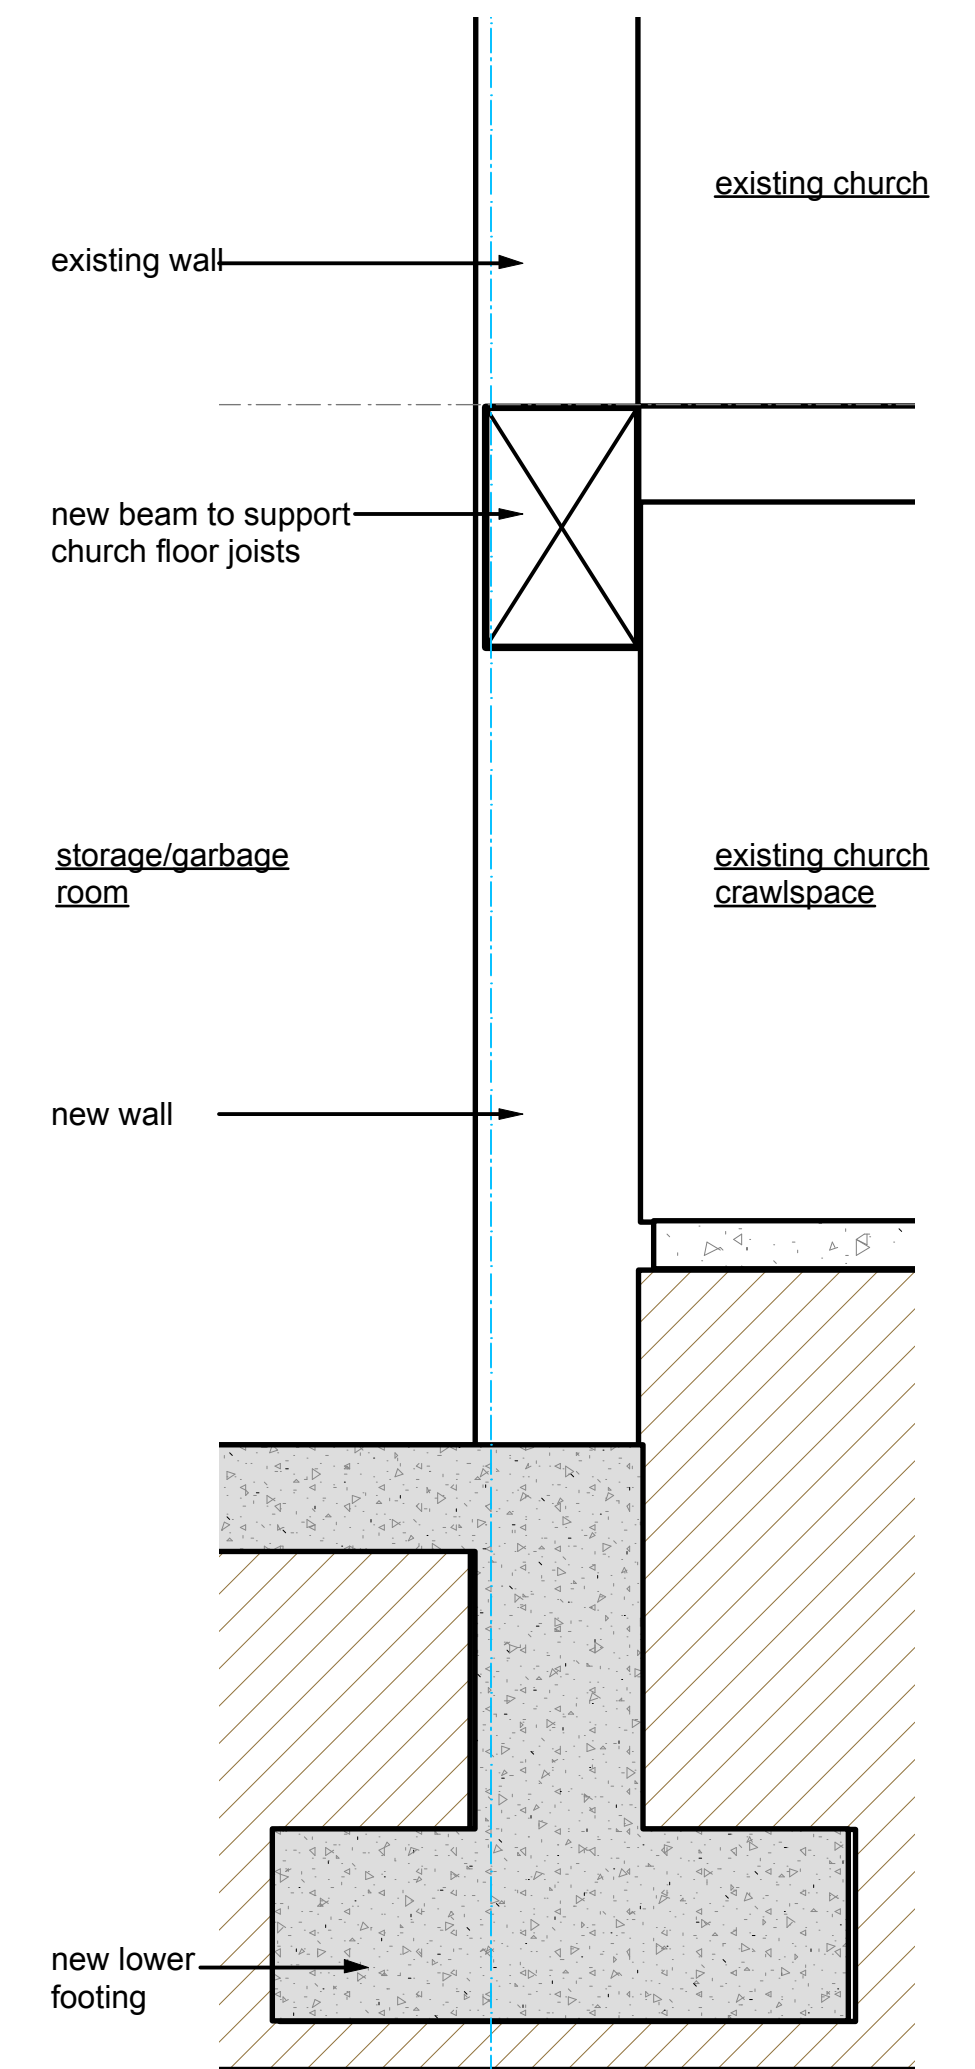 existing church
existing wall
new beam to support
church floor joists
storage/garbage
room
existing church
crawlspace
new wall
new lower
footing